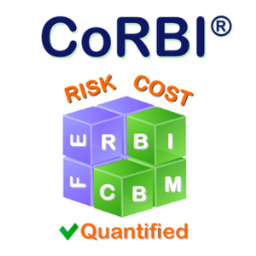 CoRBI®
RISK COST
E R B I
F C B M
Quantified